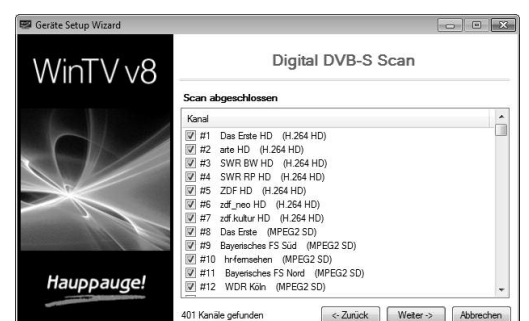 Geräte Setup Wizard
WinTV v8
Digital DVB-S Scan
Scan abgeschlossen
Kanal
#1 Das Erste HD (H.264 HD)
#2 arte HD (H.264 HD)
#3 SWR BW HD (H.264 HD)
#4 SWR RP HD (H.264 HD)
#5 ZDF HD (H.264 HD)
#6 zdf_neo HD (H.264 HD)
#7 zdf.kultur HD (H.264 HD)
#8 Das Erste (MPEG2 SD)
#9 Bayerisches FS Süd (MPEG2 SD)
#10 hr-fernsehen (MPEG2 SD)
#11 Bayerisches FS Nord (MPEG2 SD)
#12 WDR Köln (MPEG2 SD)
Hauppauge!
401 Kanäle gefunden
<- Zurück
Weiter ->
Abbrechen